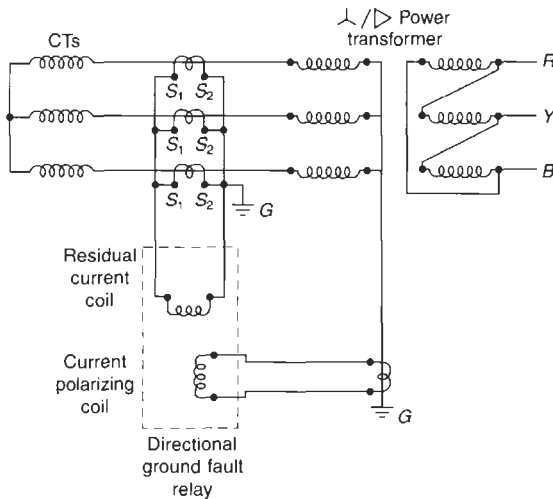 ⅄ / ▷ Power
transformer
CTs
R
S1 S2
Y
S1 S2
B
S1 S2
G
Residual
current
coil
Current
polarizing
coil
G
Directional
ground fault
relay